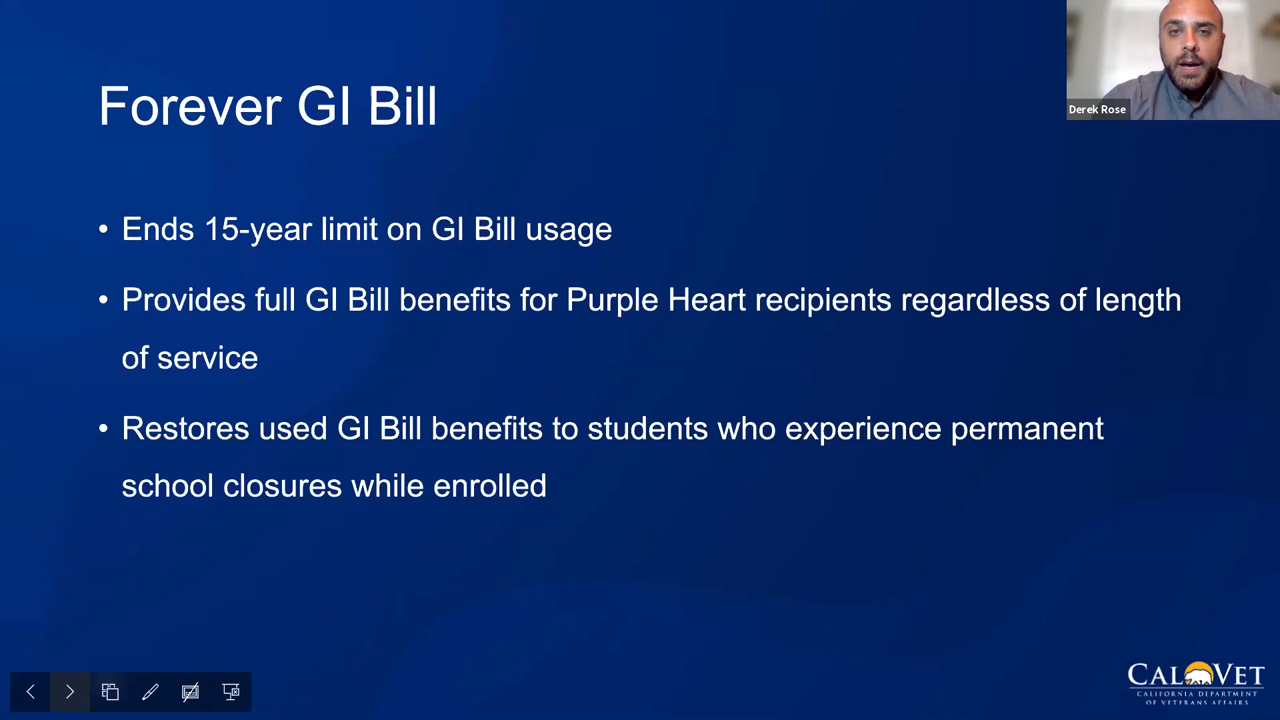 Forever GI Bill
Derek Rose
• Ends 15-year limit on GI Bill usage
• Provides full GI Bill benefits for Purple Heart recipients regardless of length
of service
• Restores used GI Bill benefits to students who experience permanent
school closures while enrolled
CALVET
CALIFORNIA DEPARTMENT
OF VETERANS AFFAIRS